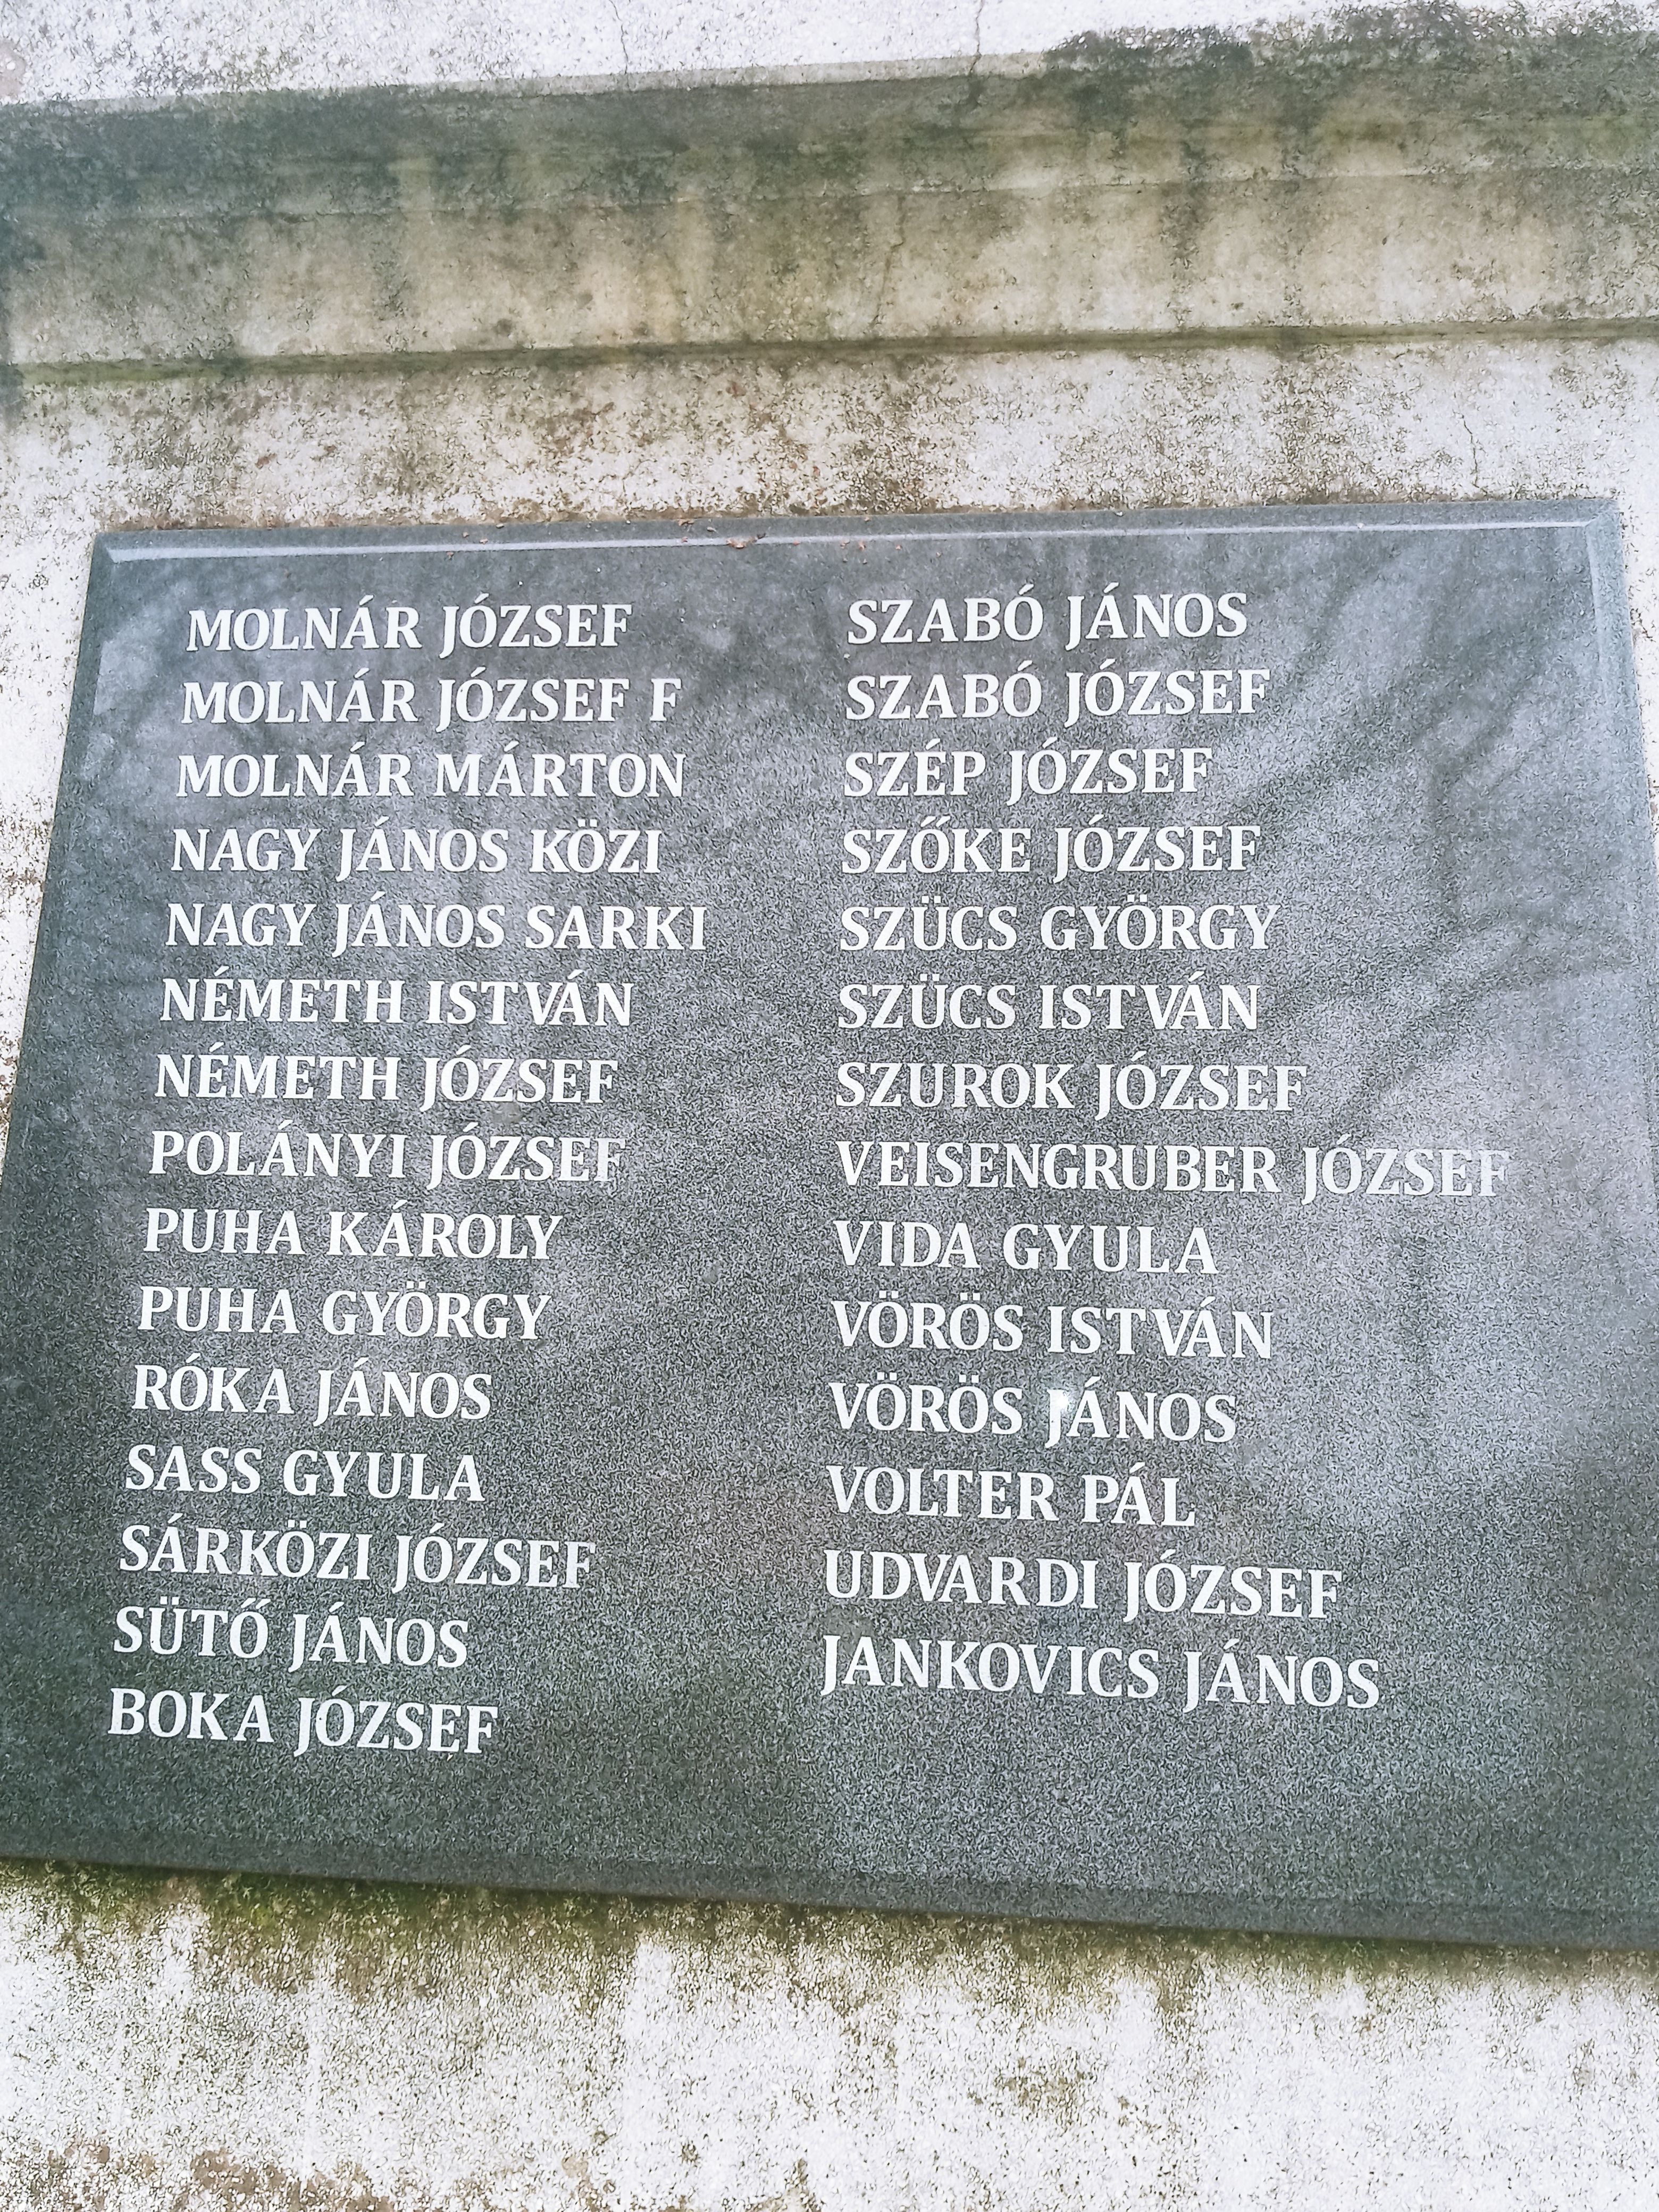 MOLNÁR JÓZSEF
MOLNÁR JÓZSEF F
MOLNÁR MÁRTON
NAGY JÁNOS KÖZI
NAGY JÁNOS SARKI
NÉMETH ISTVÁN
NÉMETH JÓZSEF
POLÁNYI JÓZSEF
PUHA KÁROLY
PUHA GYÖRGY
RÓKA JÁNOS
SASS GYULA
SÁRKÖZI JÓZSEF
SÜTŐ JÁNOS
BOKA JÓZSEF
SZABÓ JÁNOS
SZABÓ JÓZSEF
SZÉP JÓZSEF
SZŐKE JÓZSEF
SZÜCS GYÖRGY
SZÜCS ISTVÁN
SZUROK JÓZSEF
VEISENGRUBER JÓZSEF
VIDA GYULA
VÖRÖS ISTVÁN
VÖRÖS JÁNOS
VOLTER PÁL
UDVARDI JÓZSEF
JANKOVICS JÁNOS